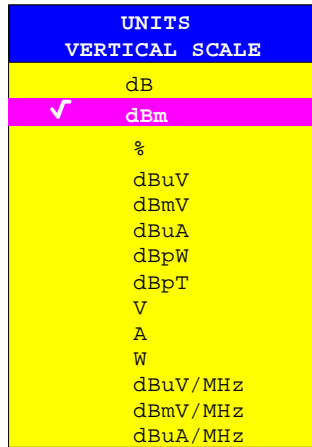 UNITS
VERTICAL SCALE
dB
√ dBm
%
dBuV
dBmV
dBuA
dBpW
dBpT
V
A
W
dBuV/MHz
dBmV/MHz
dBuA/MHz